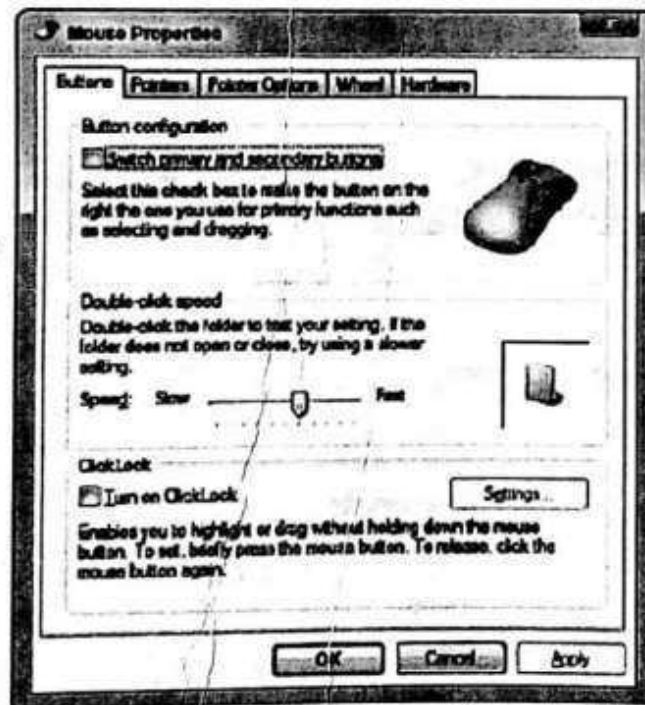 Mouse Properties
Buttons Pointers Pointer Options Wheel Hardware
Button configuration
Switch primary and secondary buttons
Select this check box to make the button on the
right the one you use for primary functions such
as selecting and dragging.
Double-click speed
Double-click the folder to test your setting. If the
folder does not open or close, try using a slower
setting.
Speed: Slow Fast
ClickLock
Turn on ClickLock
Settings...
Enables you to highlight or drag without holding down the mouse
button. To set, briefly press the mouse button. To release, click the
mouse button again.
OK Cancel Apply